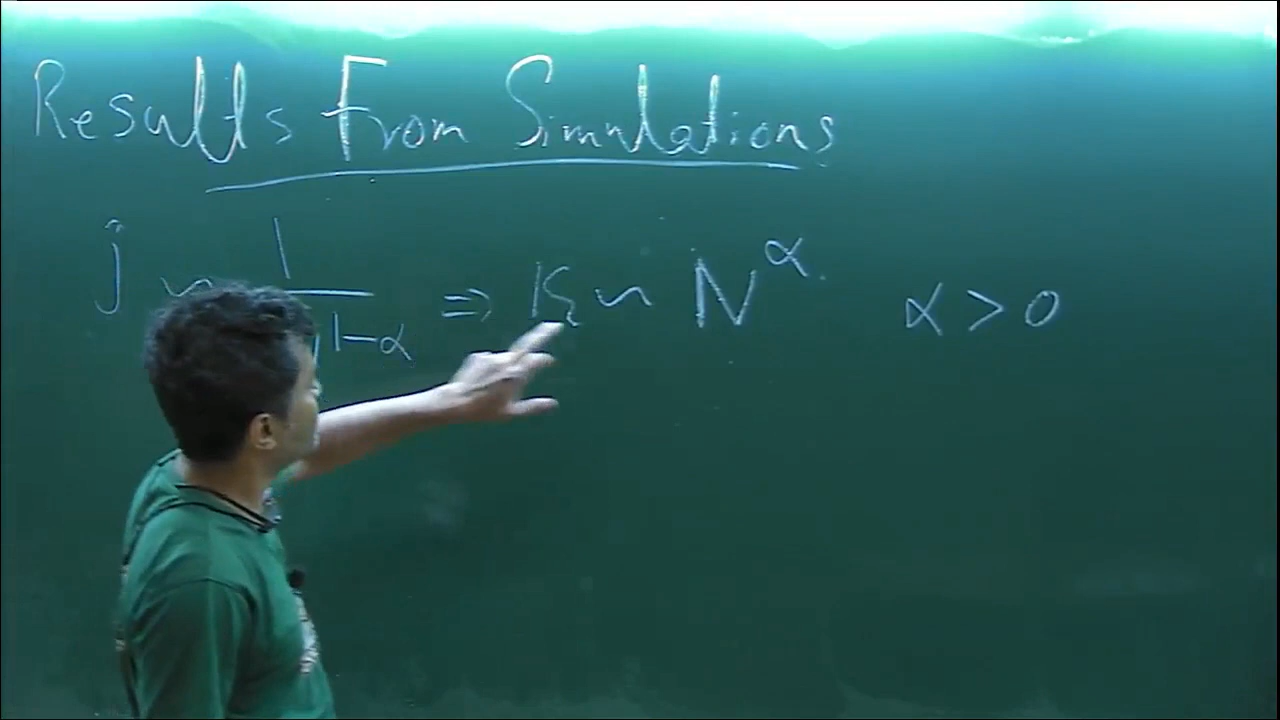 Results From Simulations
j ~ 1 / 1-α ⇒ K ~ N^α. α > 0